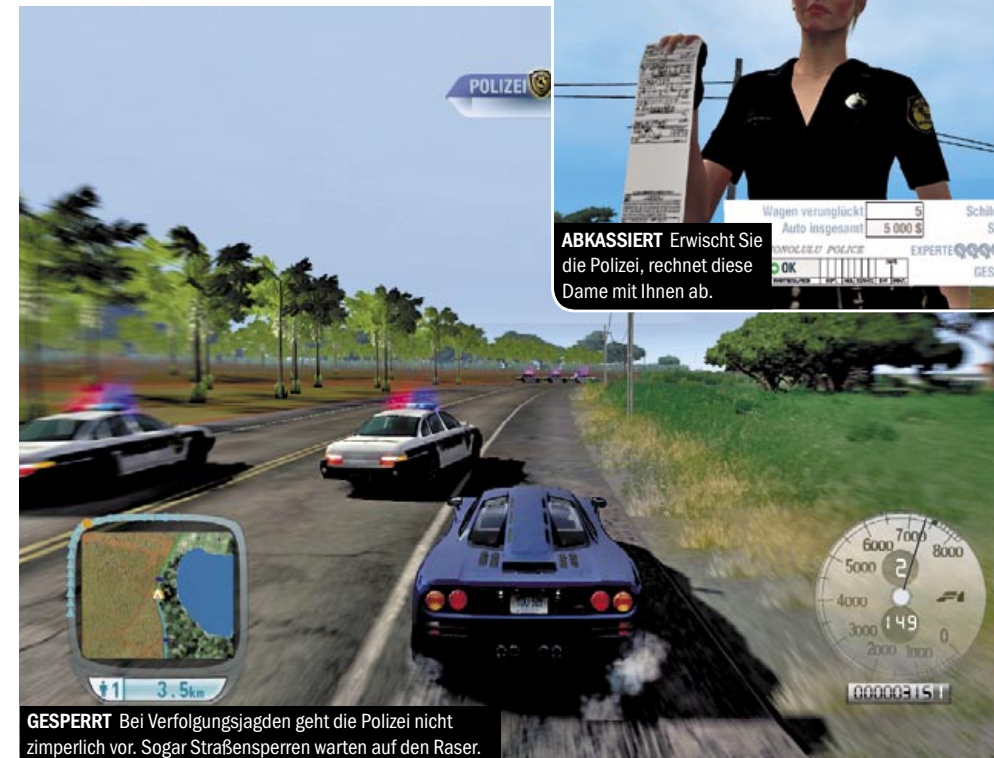 POLIZEI
Wagen verunglückt 5
Auto insgesamt 5 000 $
HONOLULU POLICE
EXPERTE
OK
ABKASSIERT Erwischt Sie
die Polizei, rechnet diese
Dame mit Ihnen ab.
1 3.5km
0
1000
2000
3000
4000
5000
6000
7000
8000
2
149
000003151
GESPERRT Bei Verfolgungsjagden geht die Polizei nicht
zimperlich vor. Sogar Straßensperren warten auf den Raser.